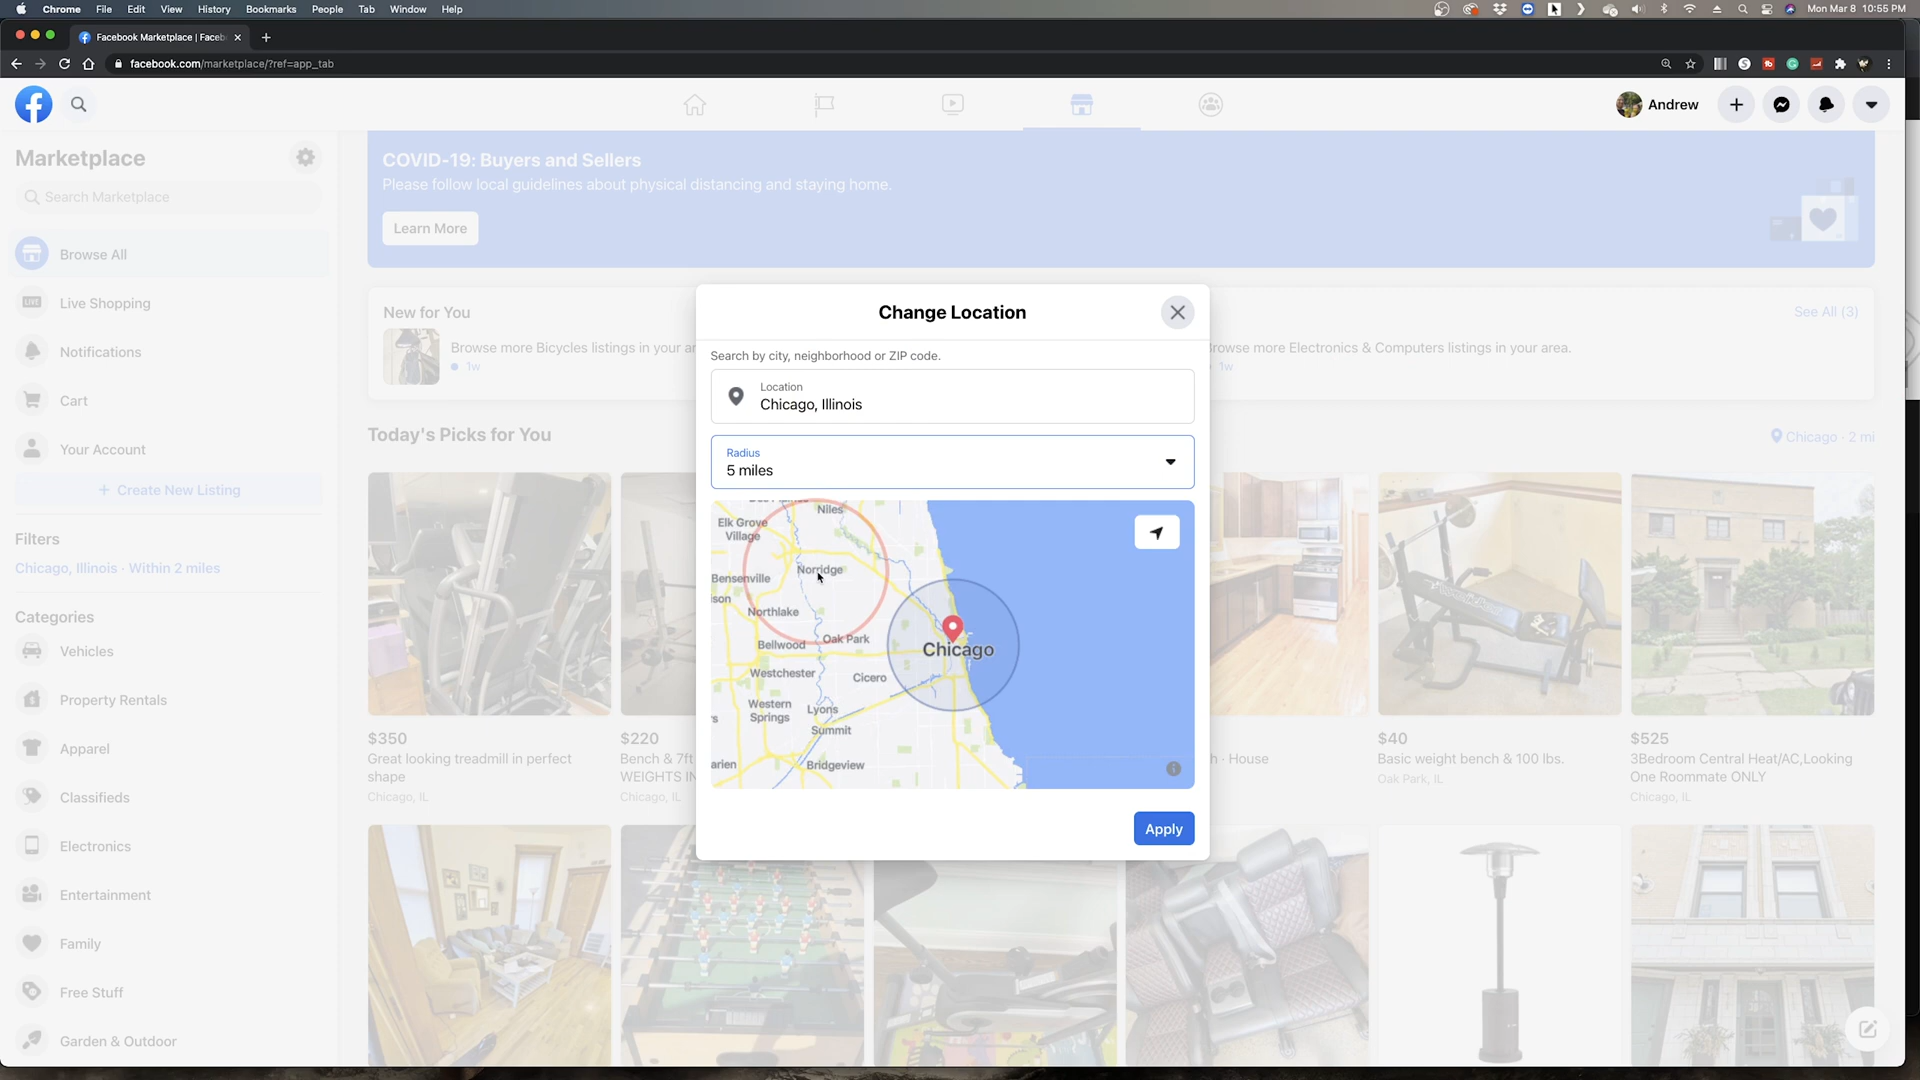 Chrome File Edit View History Bookmarks People Tab Window Help
Mon Mar 8 10:55 PM
Facebook Marketplace | Faceb
facebook.com/marketplace/?ref=app_tab
Andrew
Marketplace
Search Marketplace
Browse All
LIVE
Live Shopping
Notifications
Cart
Your Account
+ Create New Listing
Filters
Chicago, Illinois · Within 2 miles
Categories
Vehicles
Property Rentals
Apparel
Classifieds
Electronics
Entertainment
Family
Free Stuff
Garden & Outdoor
COVID-19: Buyers and Sellers
Please follow local guidelines about physical distancing and staying home.
Learn More
New for You
See All (3)
Browse more Bicycles listings in your ar
1w
Browse more Electronics & Computers listings in your area.
1w
Today's Picks for You
Chicago · 2 mi
Change Location
Search by city, neighborhood or ZIP code.
Location
Chicago, Illinois
Radius
5 miles
Niles
Elk Grove
Village
Norridge
Bensenville
son
Northlake
Oak Park
Bellwood
Chicago
Westchester
Cicero
Western
Springs
Lyons
Summit
arien
Bridgeview
Apply
$350
Great looking treadmill in perfect
shape
Chicago, IL
$220
Bench & 7ft
WEIGHTS IN
Chicago, IL
h · House
$40
Basic weight bench & 100 lbs.
Oak Park, IL
$525
3Bedroom Central Heat/AC,Looking
One Roommate ONLY
Chicago, IL